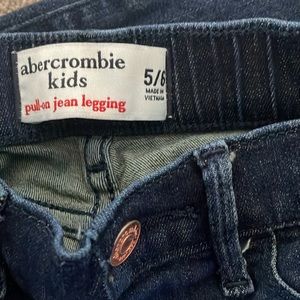 abercrombie
kids
pull-on jean legging
5/6
MADE IN
VIETNAM